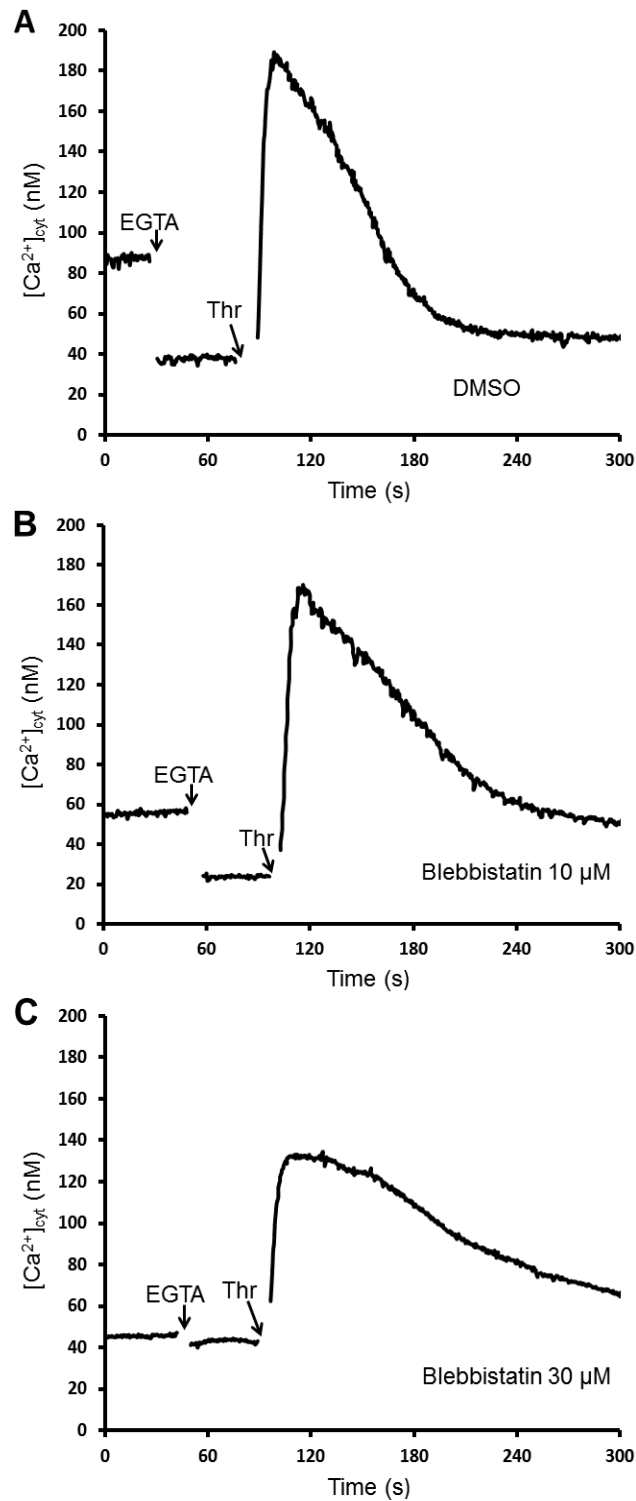 A
200
180
160
140
120
100
80
60
40
20
0
[Ca²⁺]cyt (nM)
EGTA
Thr
DMSO
0 60 120 180 240 300
Time (s)
B
200
180
160
140
120
100
80
60
40
20
0
[Ca²⁺]cyt (nM)
EGTA
Thr
Blebbistatin 10 µM
0 60 120 180 240 300
Time (s)
C
200
180
160
140
120
100
80
60
40
20
0
[Ca²⁺]cyt (nM)
EGTA
Thr
Blebbistatin 30 µM
0 60 120 180 240 300
Time (s)